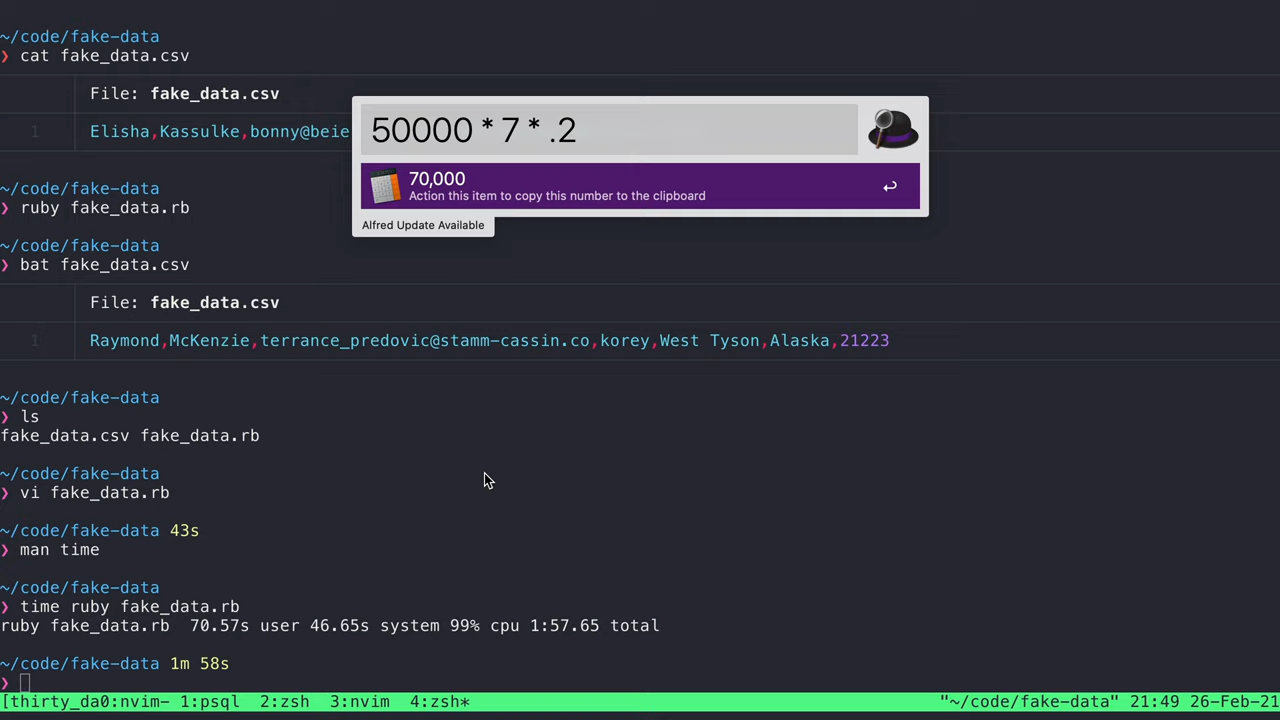 ~/code/fake-data
❯ cat fake_data.csv
File: fake_data.csv
1 Elisha,Kassulke,bonny@beie
50000 * 7 * .2
70,000
Action this item to copy this number to the clipboard
Alfred Update Available
~/code/fake-data
❯ ruby fake_data.rb
~/code/fake-data
❯ bat fake_data.csv
File: fake_data.csv
1 Raymond,McKenzie,terrance_predovic@stamm-cassin.co,korey,West Tyson,Alaska,21223
~/code/fake-data
❯ ls
fake_data.csv fake_data.rb
~/code/fake-data
❯ vi fake_data.rb
~/code/fake-data 43s
❯ man time
~/code/fake-data
❯ time ruby fake_data.rb
ruby fake_data.rb  70.57s user 46.65s system 99% cpu 1:57.65 total
~/code/fake-data 1m 58s
❯
[thirty_da0:nvim- 1:psql  2:zsh  3:nvim  4:zsh* "~/code/fake-data" 21:49 26-Feb-21